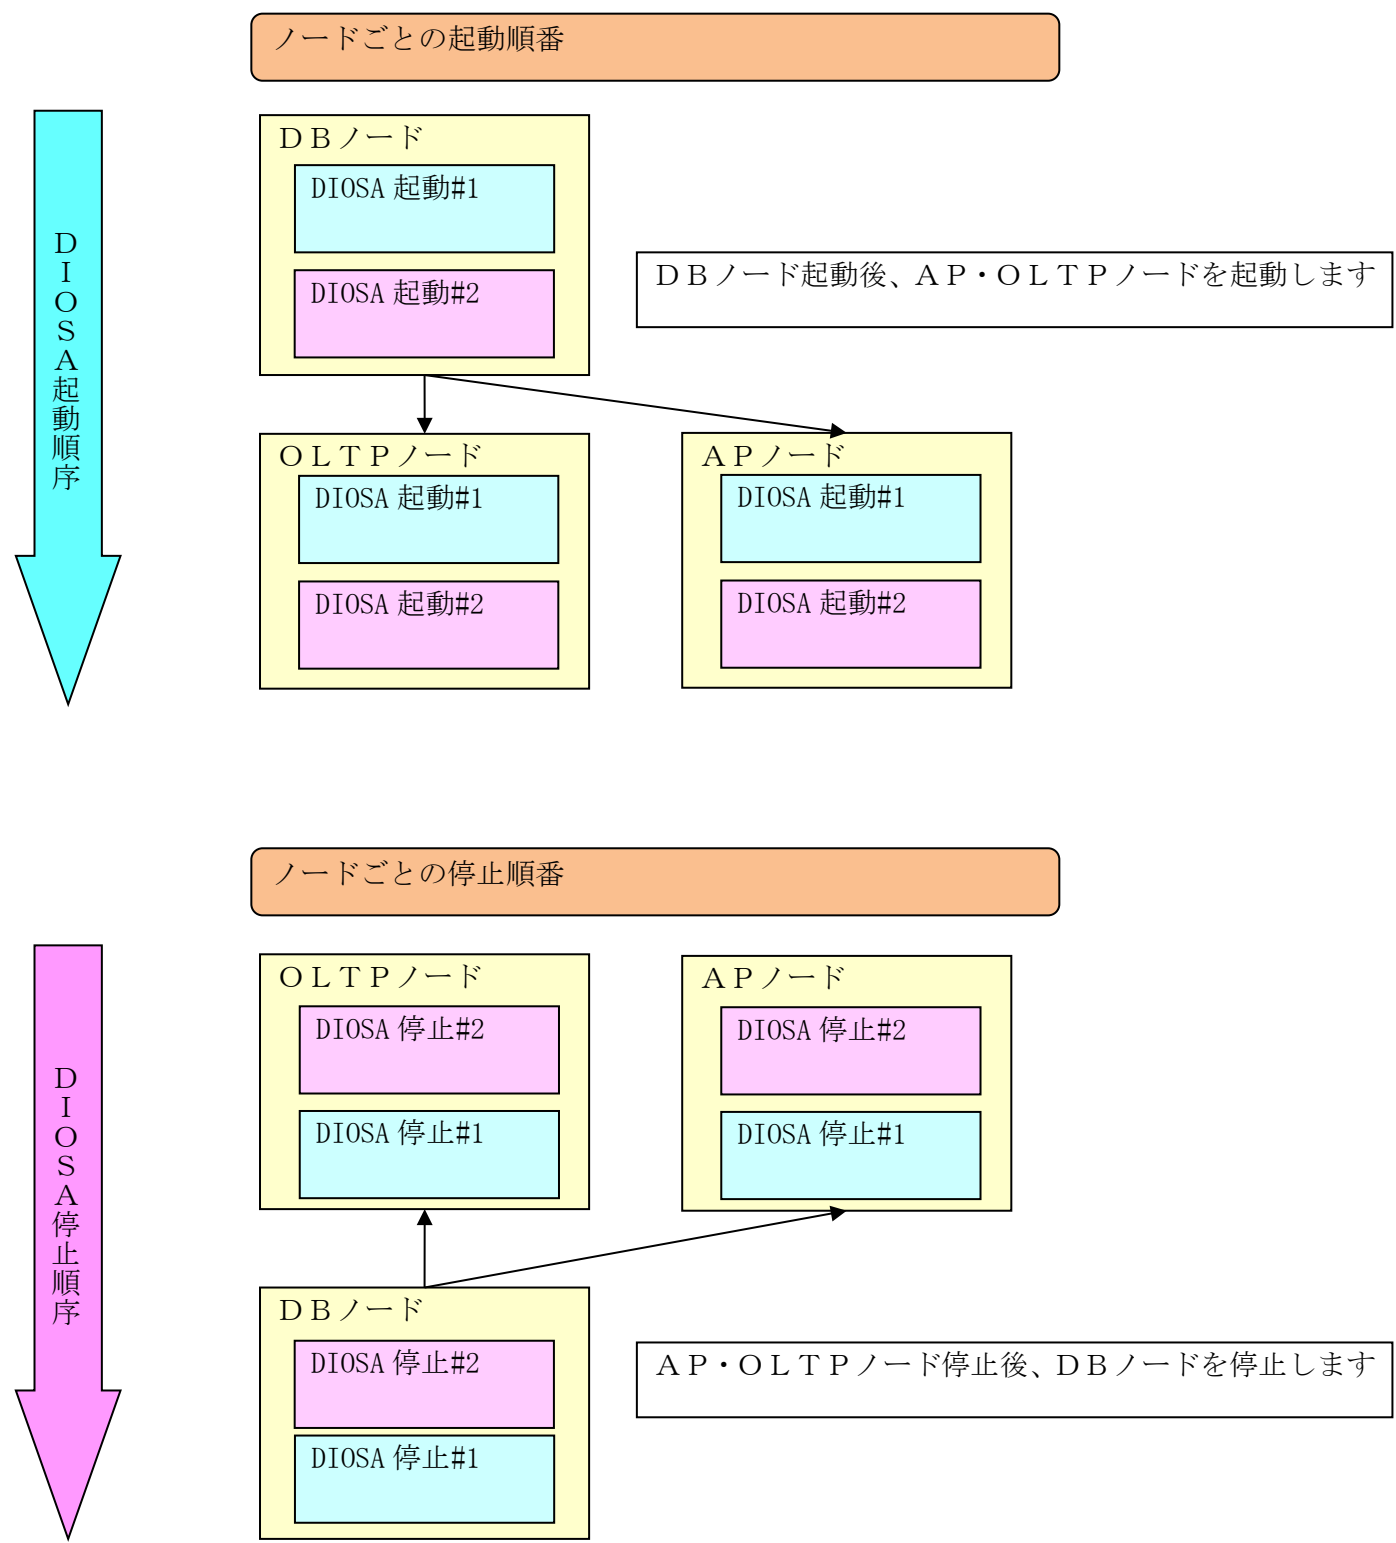 ノードごとの起動順番
DIOSA起動順序
ＤＢノード
DIOSA 起動#1
DIOSA 起動#2
ＤＢノード起動後、ＡＰ・ＯＬＴＰノードを起動します
ＯＬＴＰノード
DIOSA 起動#1
DIOSA 起動#2
ＡＰノード
DIOSA 起動#1
DIOSA 起動#2
ノードごとの停止順番
DIOSA停止順序
ＯＬＴＰノード
DIOSA 停止#2
DIOSA 停止#1
ＡＰノード
DIOSA 停止#2
DIOSA 停止#1
ＤＢノード
DIOSA 停止#2
DIOSA 停止#1
ＡＰ・ＯＬＴＰノード停止後、ＤＢノードを停止します